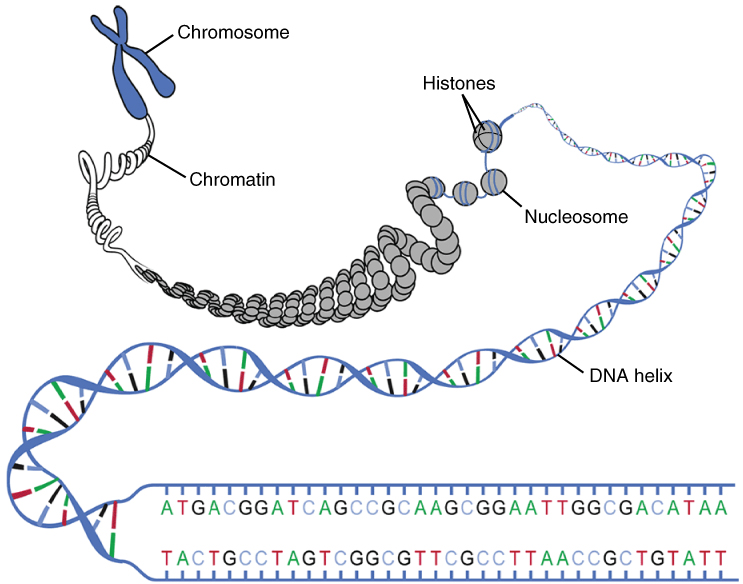 Chromosome
Histones
Chromatin
Nucleosome
DNA helix
ATGACGGATCAGCCGCAAGCGGAATTGGCGACATAA
TACTGCCTAGTCGGCGTTCGCCTTAACCGCTGTATT